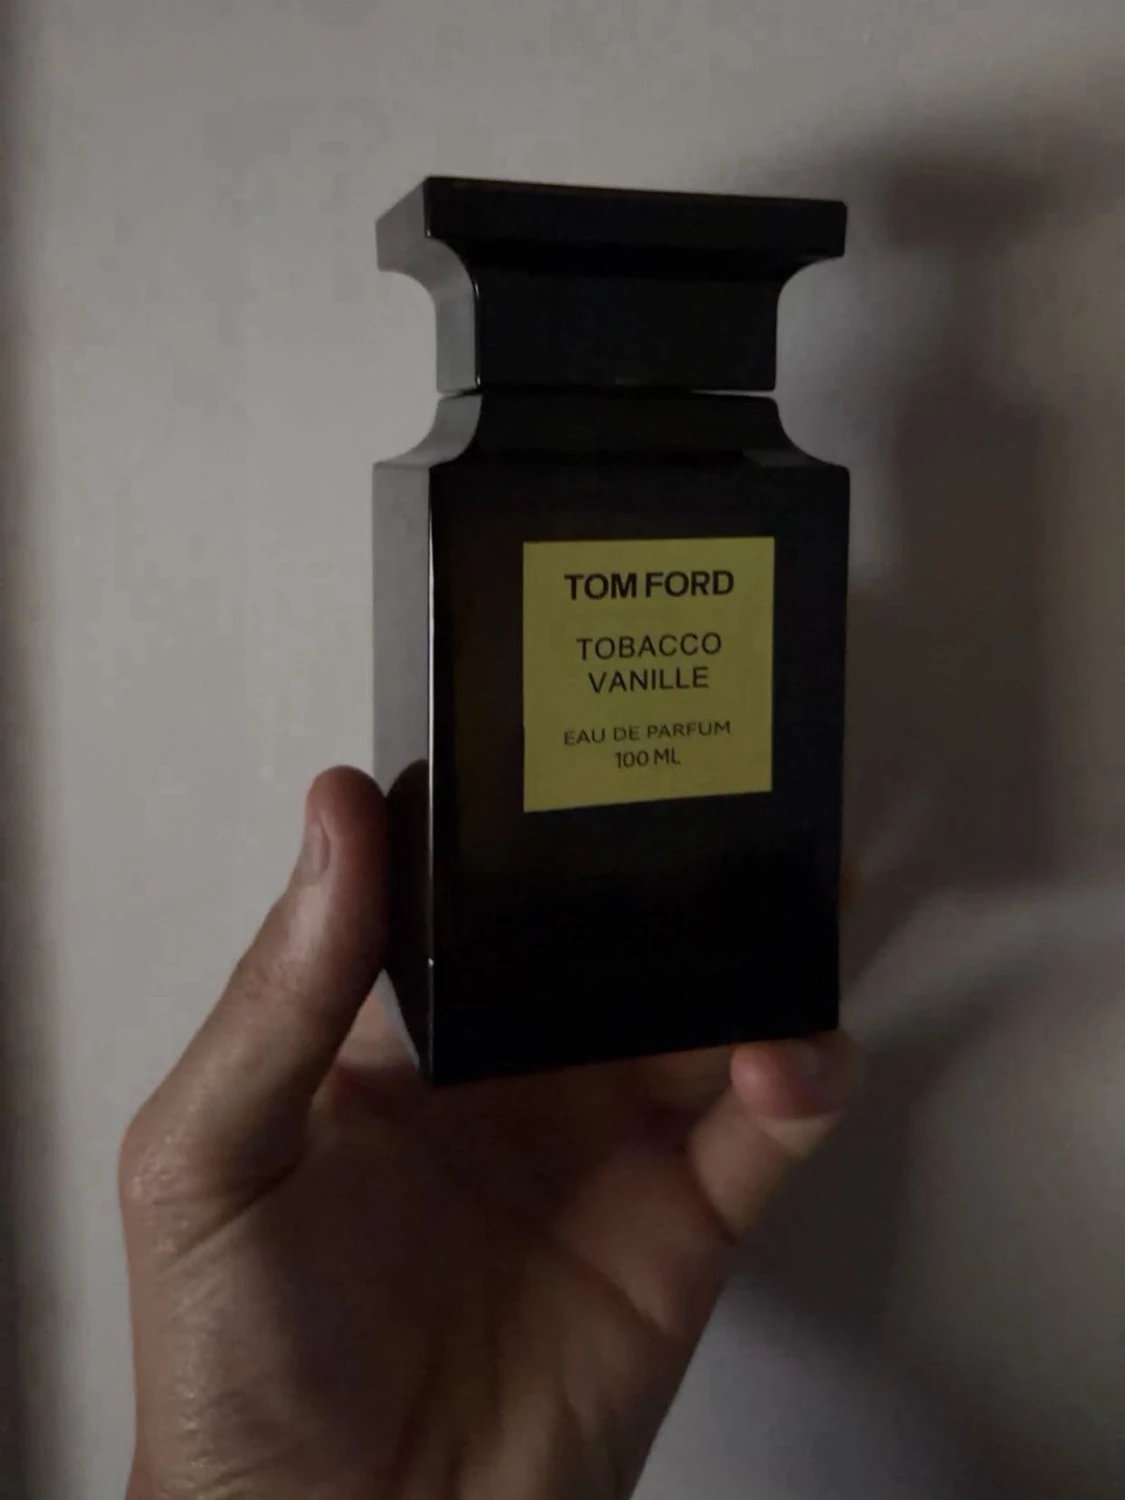 TOM FORD
TOBACCO
VANILLE
EAU DE PARFUM
100 ML